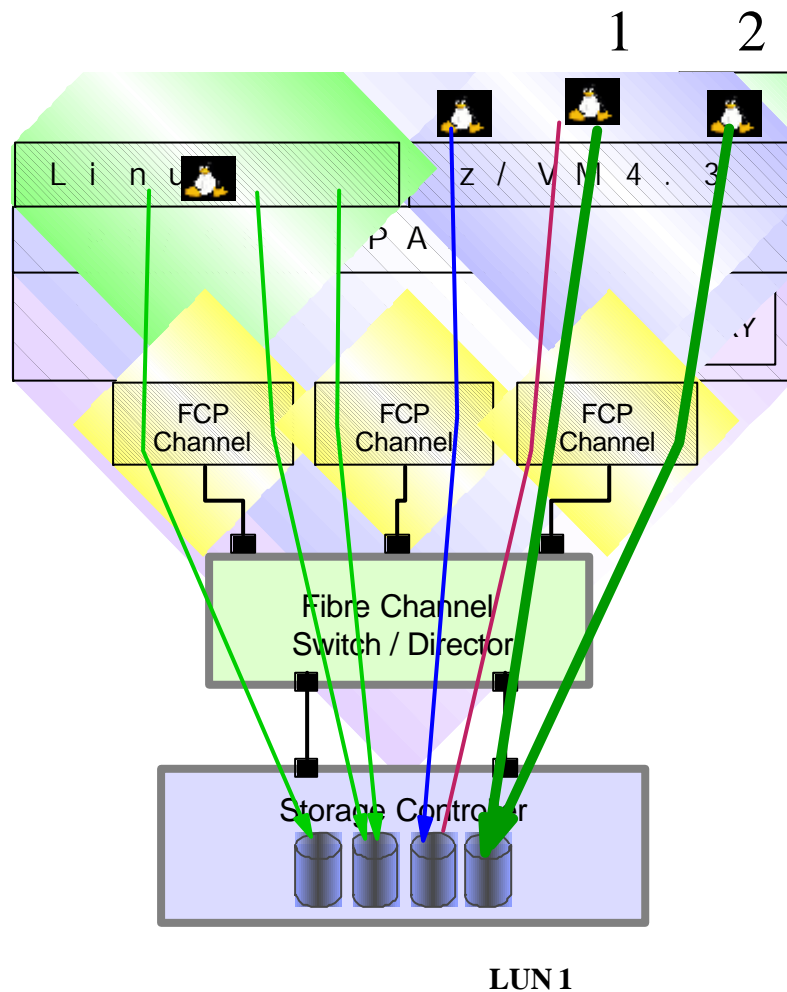 1 2
z / VM 4 . 3
P A
FCP
Channel
FCP
Channel
FCP
Channel
Fibre Channel
Switch / Director
LUN 1